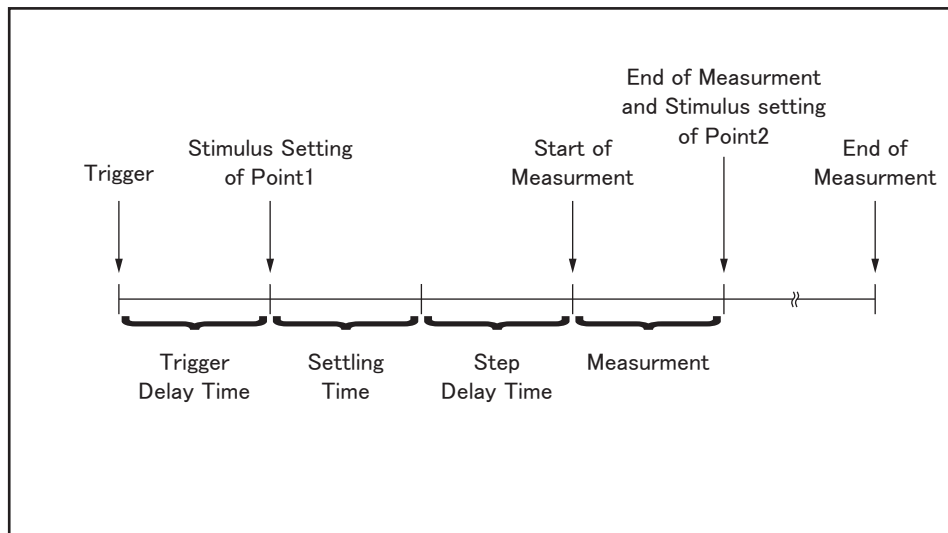 Trigger
Stimulus Setting
of Point1
Start of
Measurment
End of Measurment
and Stimulus setting
of Point2
End of
Measurment
Trigger
Delay Time
Settling
Time
Step
Delay Time
Measurment